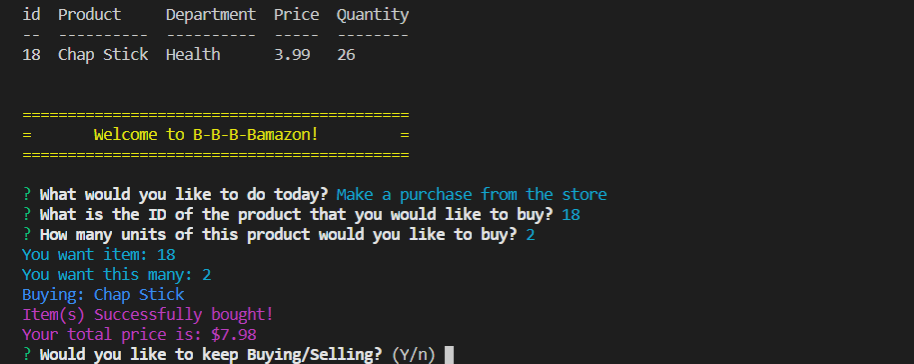 id  Product     Department  Price  Quantity
--  ----------  ----------  -----  --------
18  Chap Stick  Health      3.99   26
===========================================
=       Welcome to B-B-B-Bamazon!         =
===========================================
? What would you like to do today? Make a purchase from the store
? What is the ID of the product that you would like to buy? 18
? How many units of this product would you like to buy? 2
You want item: 18
You want this many: 2
Buying: Chap Stick
Item(s) Successfully bought!
Your total price is: $7.98
? Would you like to keep Buying/Selling? (Y/n)